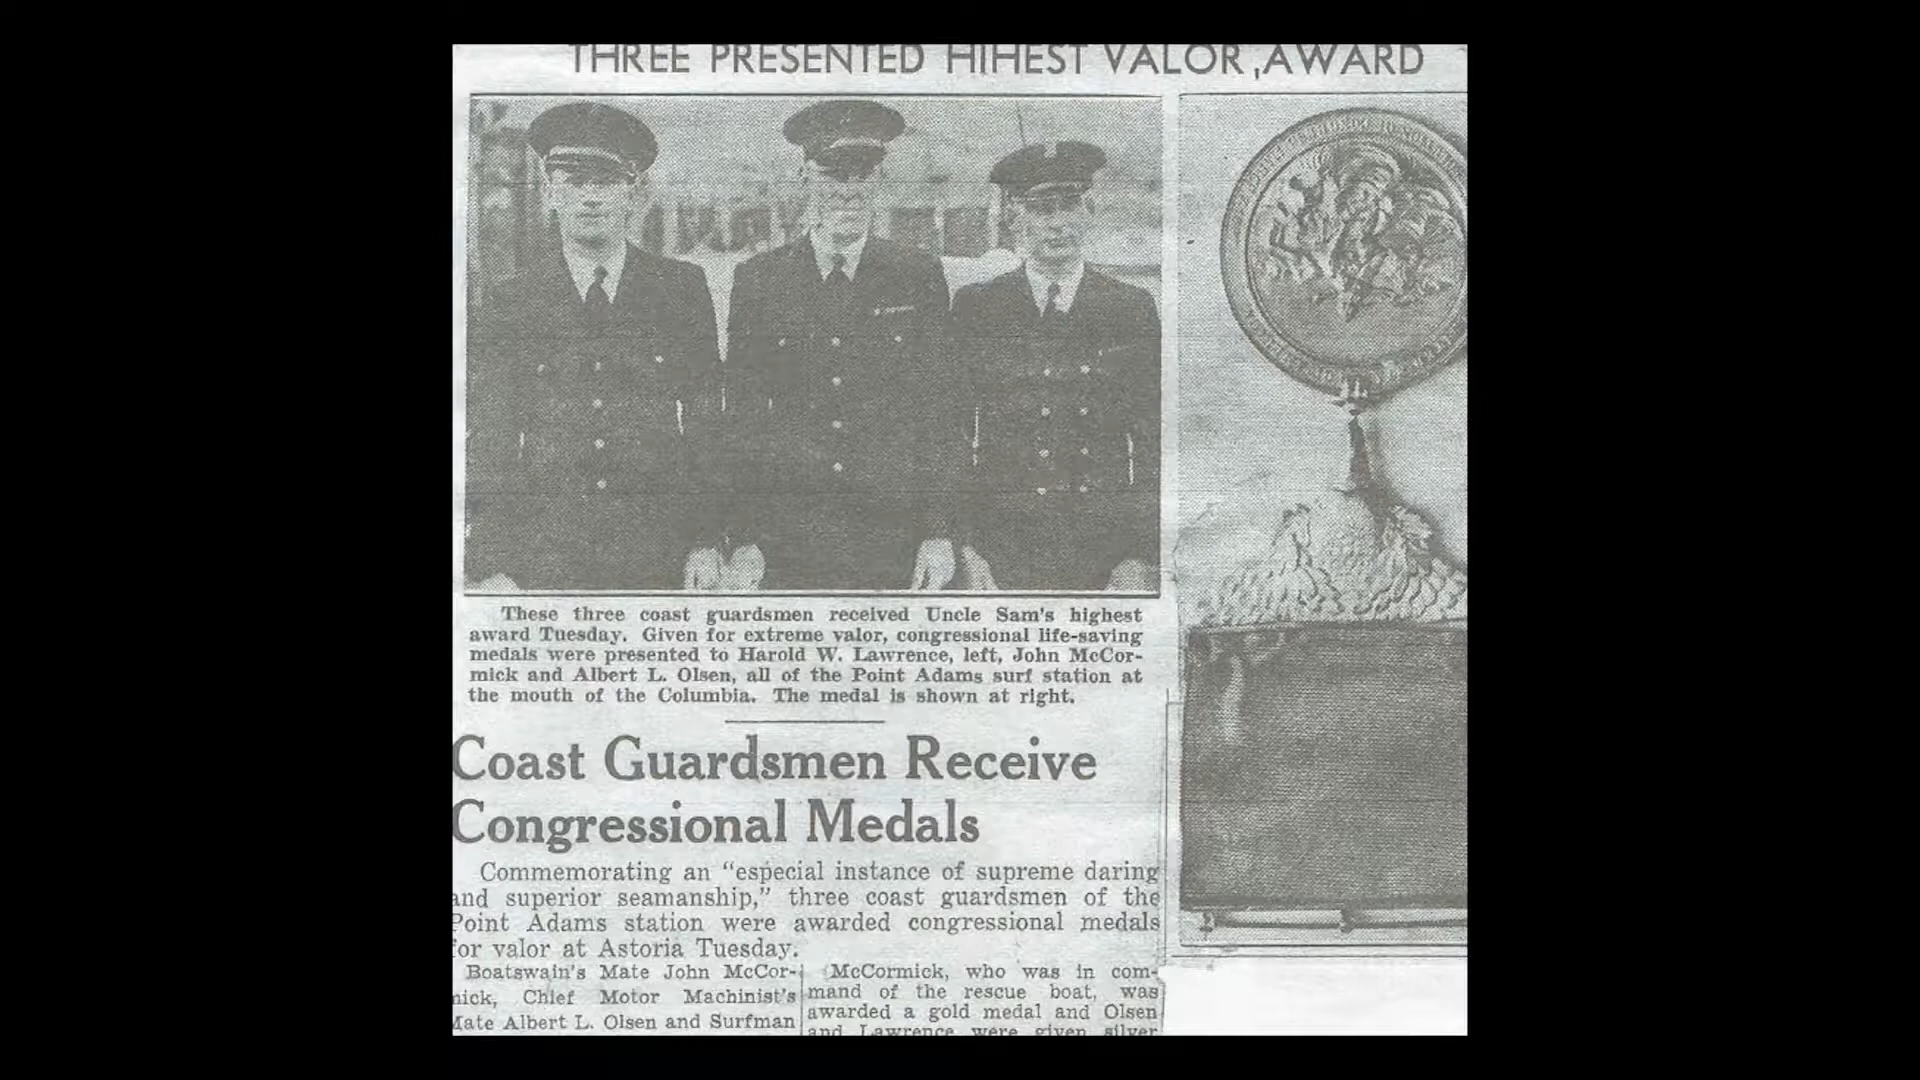 THREE PRESENTED HIHEST VALOR, AWARD
These three coast guardsmen received Uncle Sam's highest
award Tuesday. Given for extreme valor, congressional life-saving
medals were presented to Harold W. Lawrence, left, John McCor-
mick and Albert L. Olsen, all of the Point Adams surf station at
the mouth of the Columbia. The medal is shown at right.
Coast Guardsmen Receive
Congressional Medals
Commemorating an "especial instance of supreme daring
and superior seamanship," three coast guardsmen of the
Point Adams station were awarded congressional medals
for valor at Astoria Tuesday.
Boatswain's Mate John McCor-
mick, Chief Motor Machinist's
Mate Albert L. Olsen and Surfman
McCormick, who was in com-
mand of the rescue boat, was
awarded a gold medal and Olsen
and Lawrence were given silver